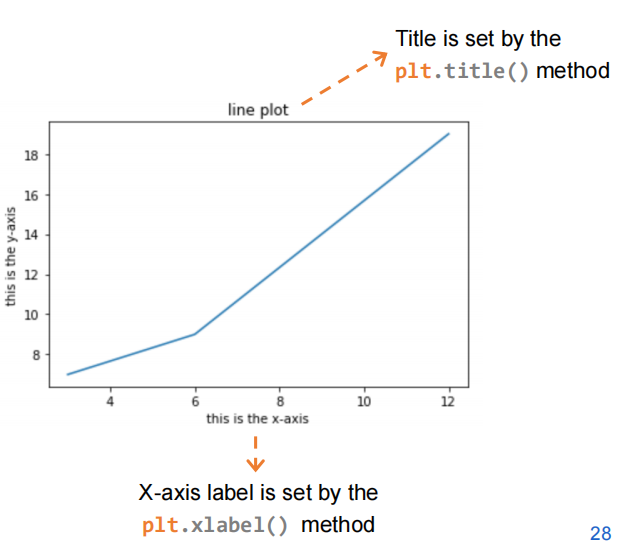 Title is set by the
plt.title() method
line plot
18
16
14
12
10
8
this is the y-axis
4 6 8 10 12
this is the x-axis
X-axis label is set by the
plt.xlabel() method
28